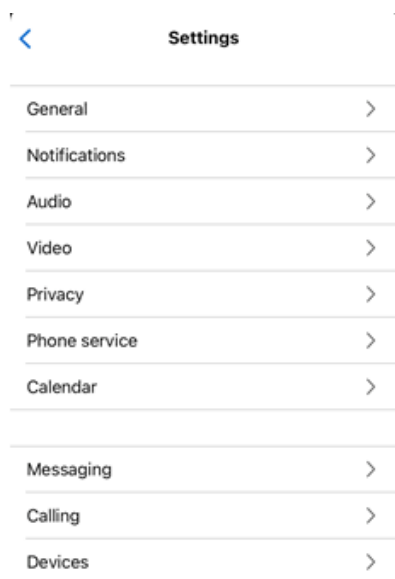 Settings
General
Notifications
Audio
Video
Privacy
Phone service
Calendar
Messaging
Calling
Devices